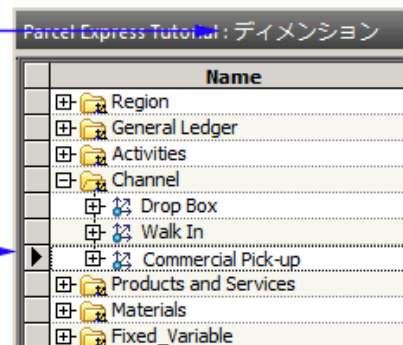 Parcel Express Tutorial : ディメンション
Name
Region
General Ledger
Activities
Channel
Drop Box
Walk In
Commercial Pick-up
Products and Services
Materials
Fixed_Variable